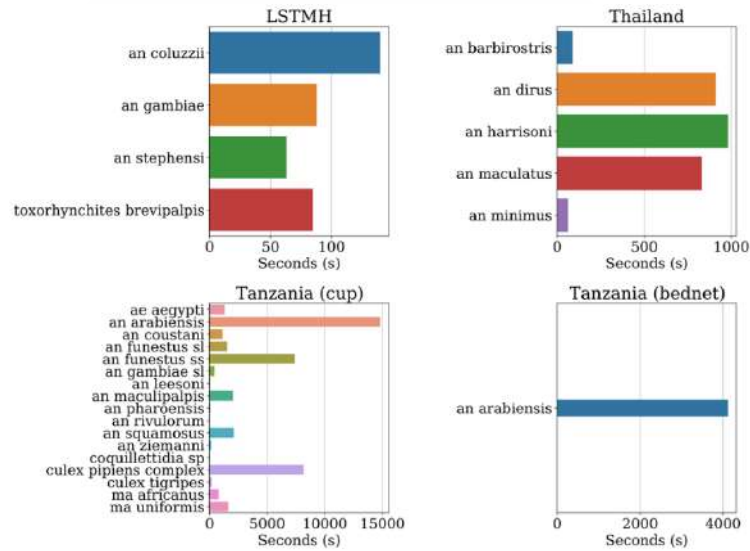 LSTMH
an coluzzii
an gambiae
an stephensi
toxorhynchites brevipalpis
0 50 100
Seconds (s)
Thailand
an barbirostris
an dirus
an harrisoni
an maculatus
an minimus
0 500 1000
Seconds (s)
Tanzania (cup)
ae aegypti
an arabiensis
an coustani
an funestus sl
an funestus ss
an gambiae sl
an leesoni
an maculipalpis
an pharoensis
an rivulorum
an squamosus
an ziemanni
coquillettidia sp
culex pipiens complex
culex tigripes
ma africanus
ma uniformis
0 5000 10000 15000
Seconds (s)
Tanzania (bednet)
an arabiensis
0 2000 4000
Seconds (s)